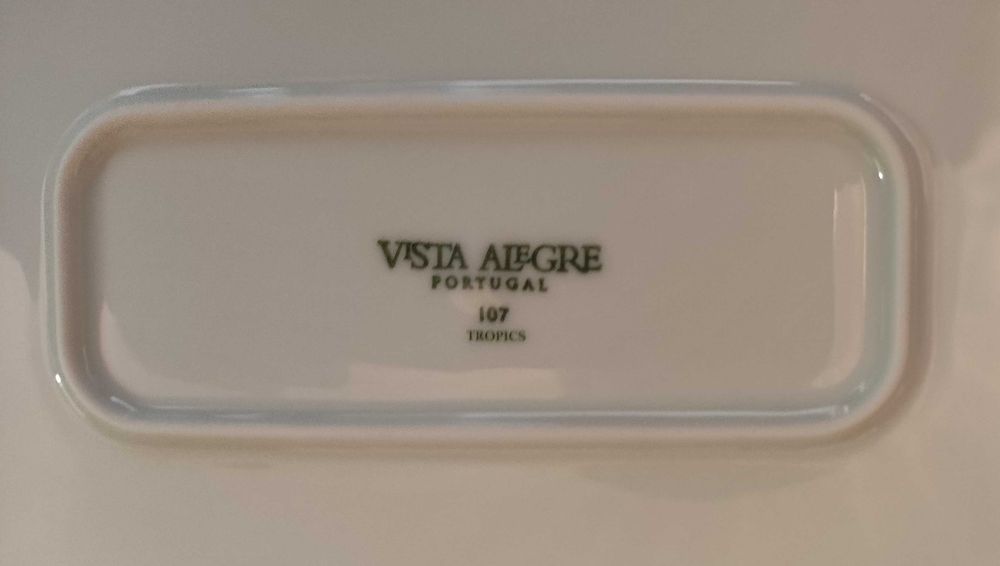 VISTA ALEGRE
PORTUGAL
107
TROPICS